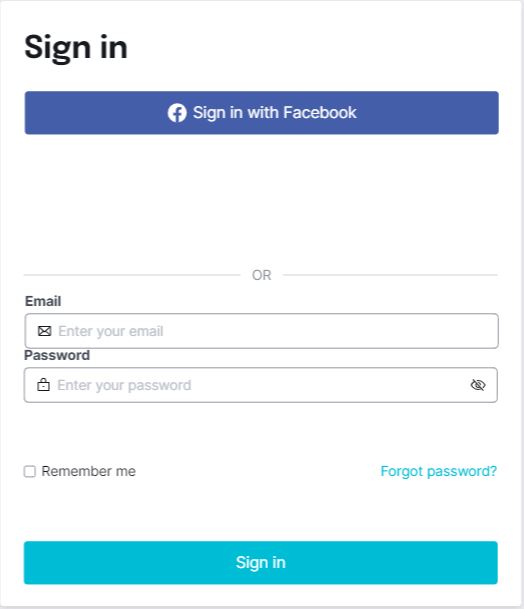 Sign in
Sign in with Facebook
OR
Email
Enter your email
Password
Enter your password
Remember me Forgot password?
Sign in